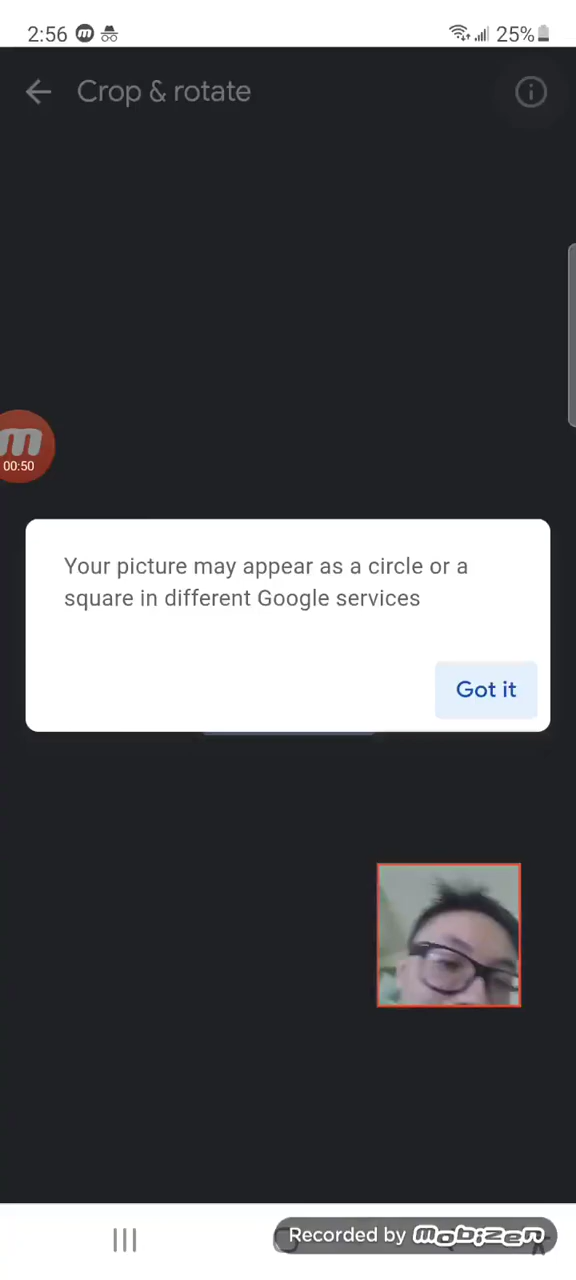 2:56
25%
Crop & rotate
m
00:50
Your picture may appear as a circle or a
square in different Google services
Got it
Recorded by mobizen